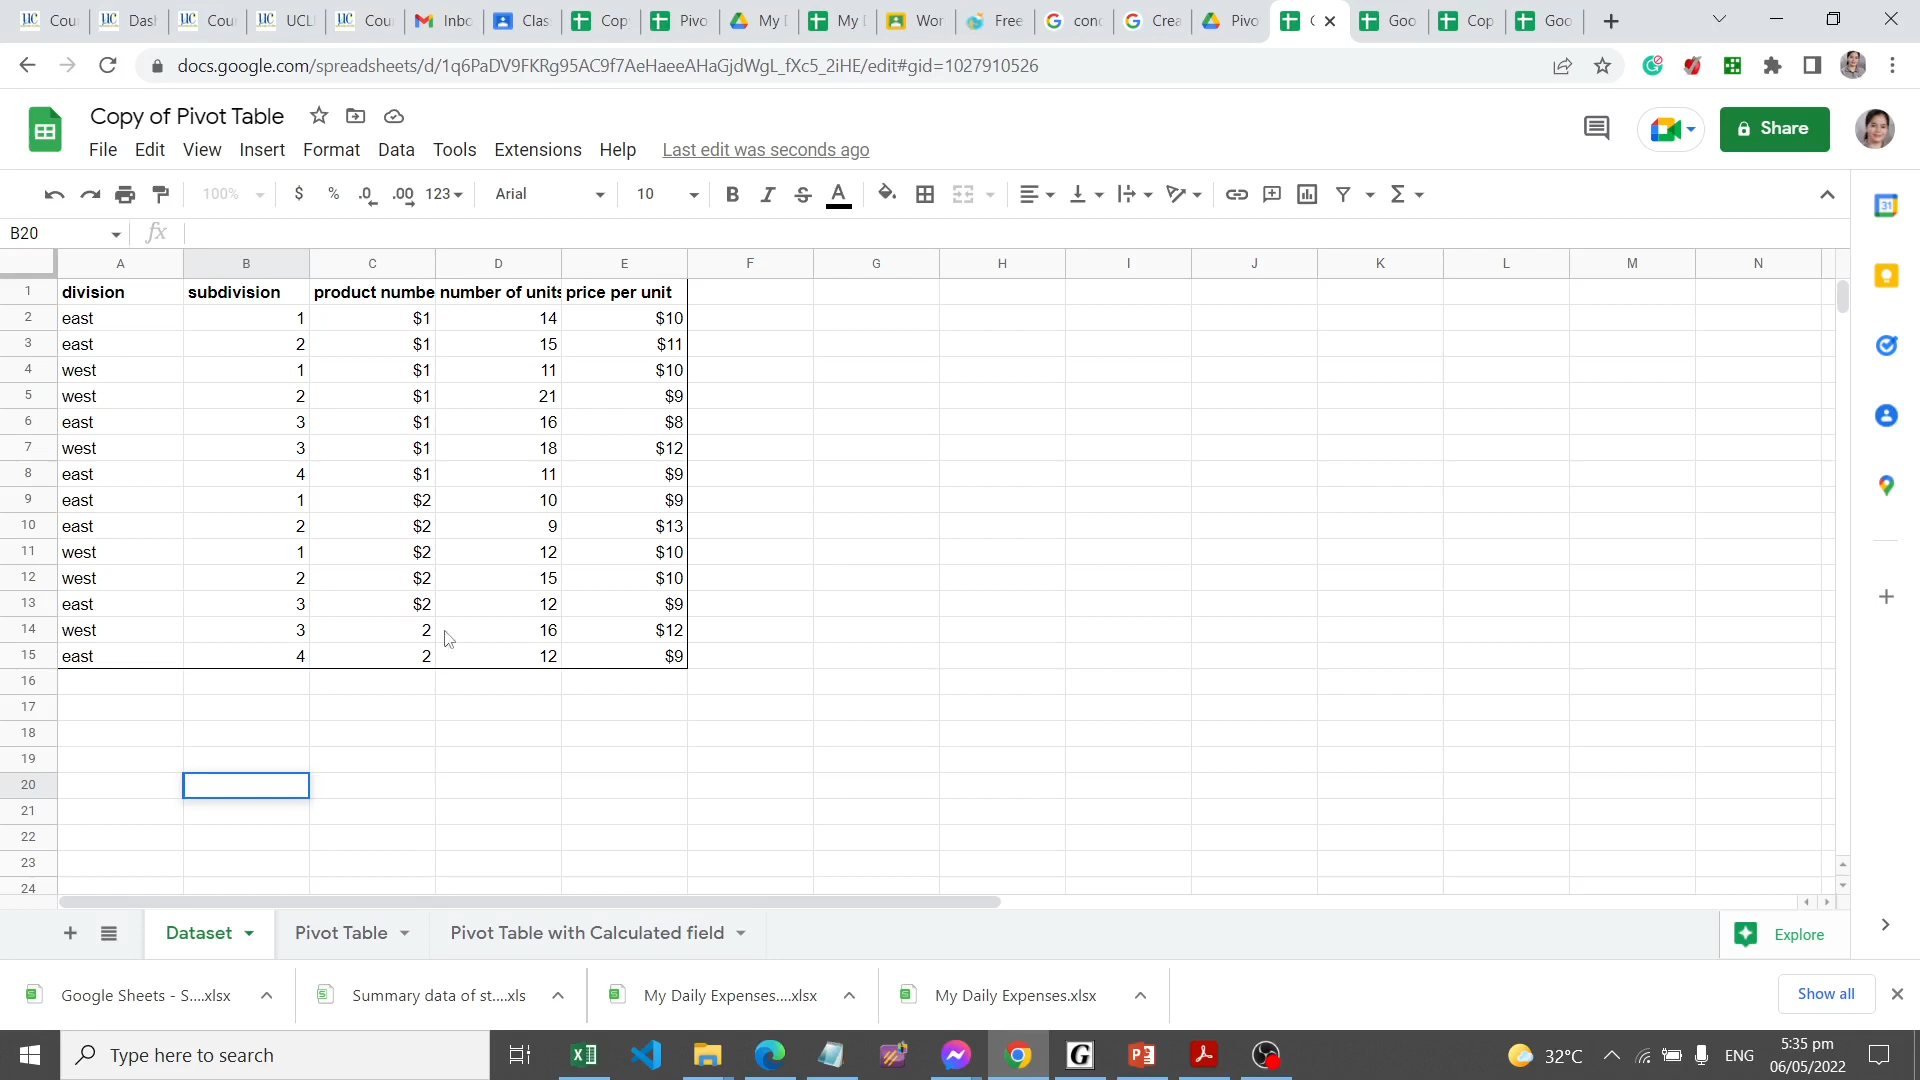 Cour Dash Cour UCLI Cour Inbo Clas Cop Pivo My D My D Wor Free conc Crea Pivo Goo Cop Goo
docs.google.com/spreadsheets/d/1q6PaDV9FKRg95AC9f7AeHaeeAHaGjdWgL_fXc5_2iHE/edit#gid=1027910526
Copy of Pivot Table
File Edit View Insert Format Data Tools Extensions Help Last edit was seconds ago
Share
100% $ % .0 .00 123 Arial 10 B I S A
B20 fx
A B C D E F G H I J K L M N
1 division subdivision product numbe number of units price per unit
2 east 1 $1 14 $10
3 east 2 $1 15 $11
4 west 1 $1 11 $10
5 west 2 $1 21 $9
6 east 3 $1 16 $8
7 west 3 $1 18 $12
8 east 4 $1 11 $9
9 east 1 $2 10 $9
10 east 2 $2 9 $13
11 west 1 $2 12 $10
12 west 2 $2 15 $10
13 east 3 $2 12 $9
14 west 3 2 16 $12
15 east 4 2 12 $9
16
17
18
19
20
21
22
23
24
Dataset Pivot Table Pivot Table with Calculated field Explore
Google Sheets - S....xlsx Summary data of st....xls My Daily Expenses....xlsx My Daily Expenses.xlsx Show all
Type here to search 32°C ENG 5:35 pm
06/05/2022